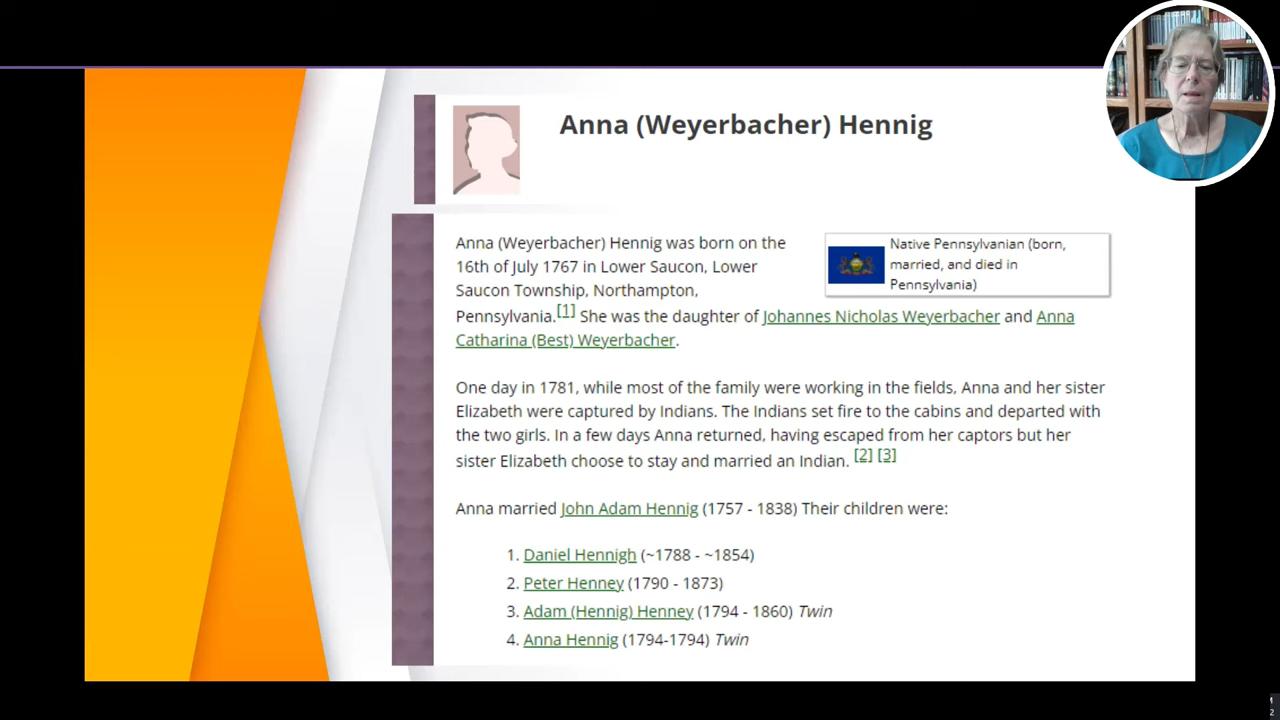 Anna (Weyerbacher) Hennig
Anna (Weyerbacher) Hennig was born on the
16th of July 1767 in Lower Saucon, Lower
Saucon Township, Northampton,
Pennsylvania.[1] She was the daughter of Johannes Nicholas Weyerbacher and Anna
Catharina (Best) Weyerbacher.
Native Pennsylvanian (born,
married, and died in
Pennsylvania)
One day in 1781, while most of the family were working in the fields, Anna and her sister
Elizabeth were captured by Indians. The Indians set fire to the cabins and departed with
the two girls. In a few days Anna returned, having escaped from her captors but her
sister Elizabeth choose to stay and married an Indian. [2] [3]
Anna married John Adam Hennig (1757 - 1838) Their children were:
1. Daniel Hennigh (~1788 - ~1854)
2. Peter Henney (1790 - 1873)
3. Adam (Hennig) Henney (1794 - 1860) Twin
4. Anna Hennig (1794-1794) Twin